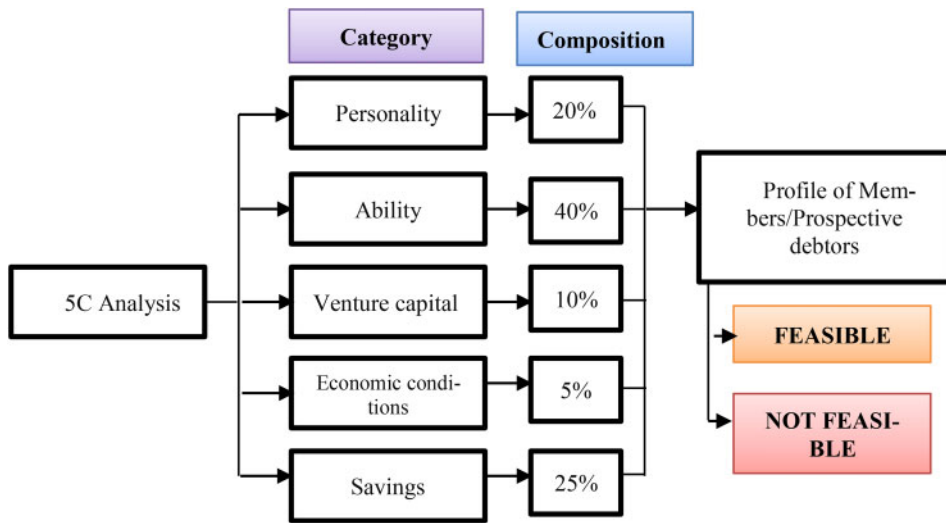 Category
Composition
Personality
20%
Ability
40%
5C Analysis
Venture capital
10%
Economic condi-
tions
5%
Savings
25%
Profile of Mem-
bers/Prospective
debtors
FEASIBLE
NOT FEASI-
BLE